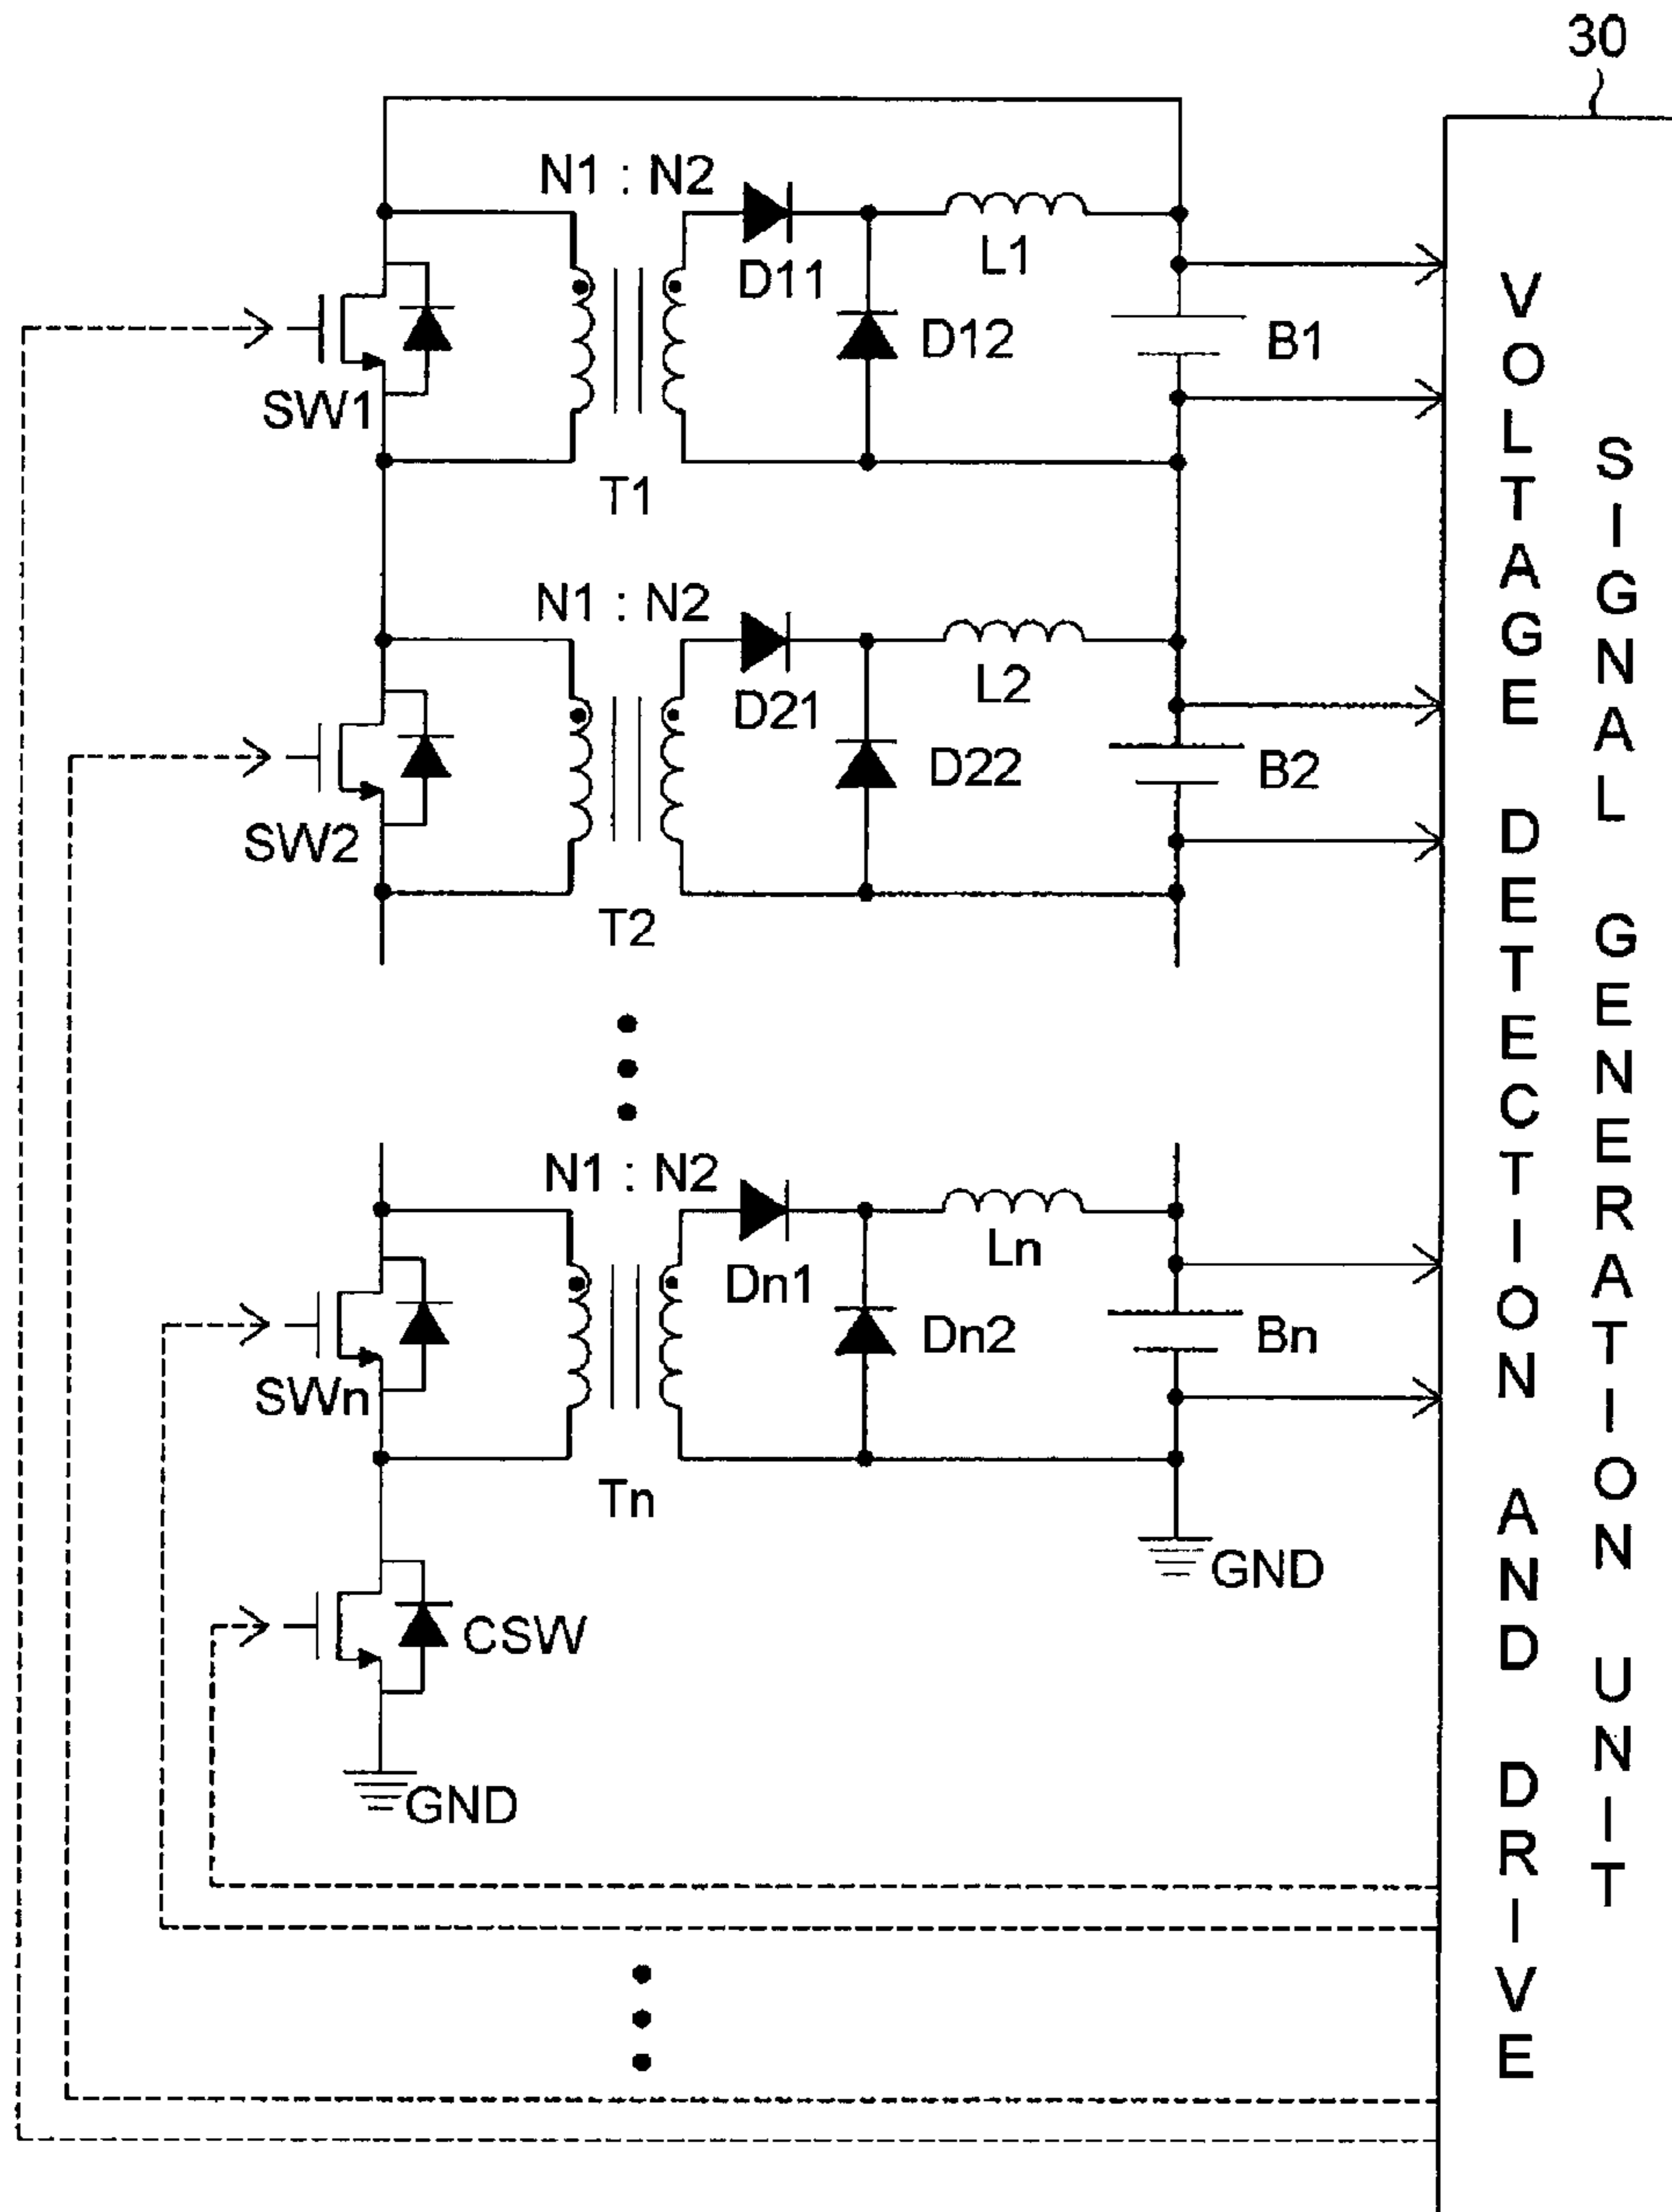 30
N1 : N2
D11
L1
D12
B1
SW1
T1
N1 : N2
D21
L2
D22
B2
SW2
T2
N1 : N2
Dn1
Ln
Dn2
Bn
SWn
Tn
GND
CSW
GND
VOLTAGE DETECTION AND DRIVE
SIGNAL GENERATION UNIT